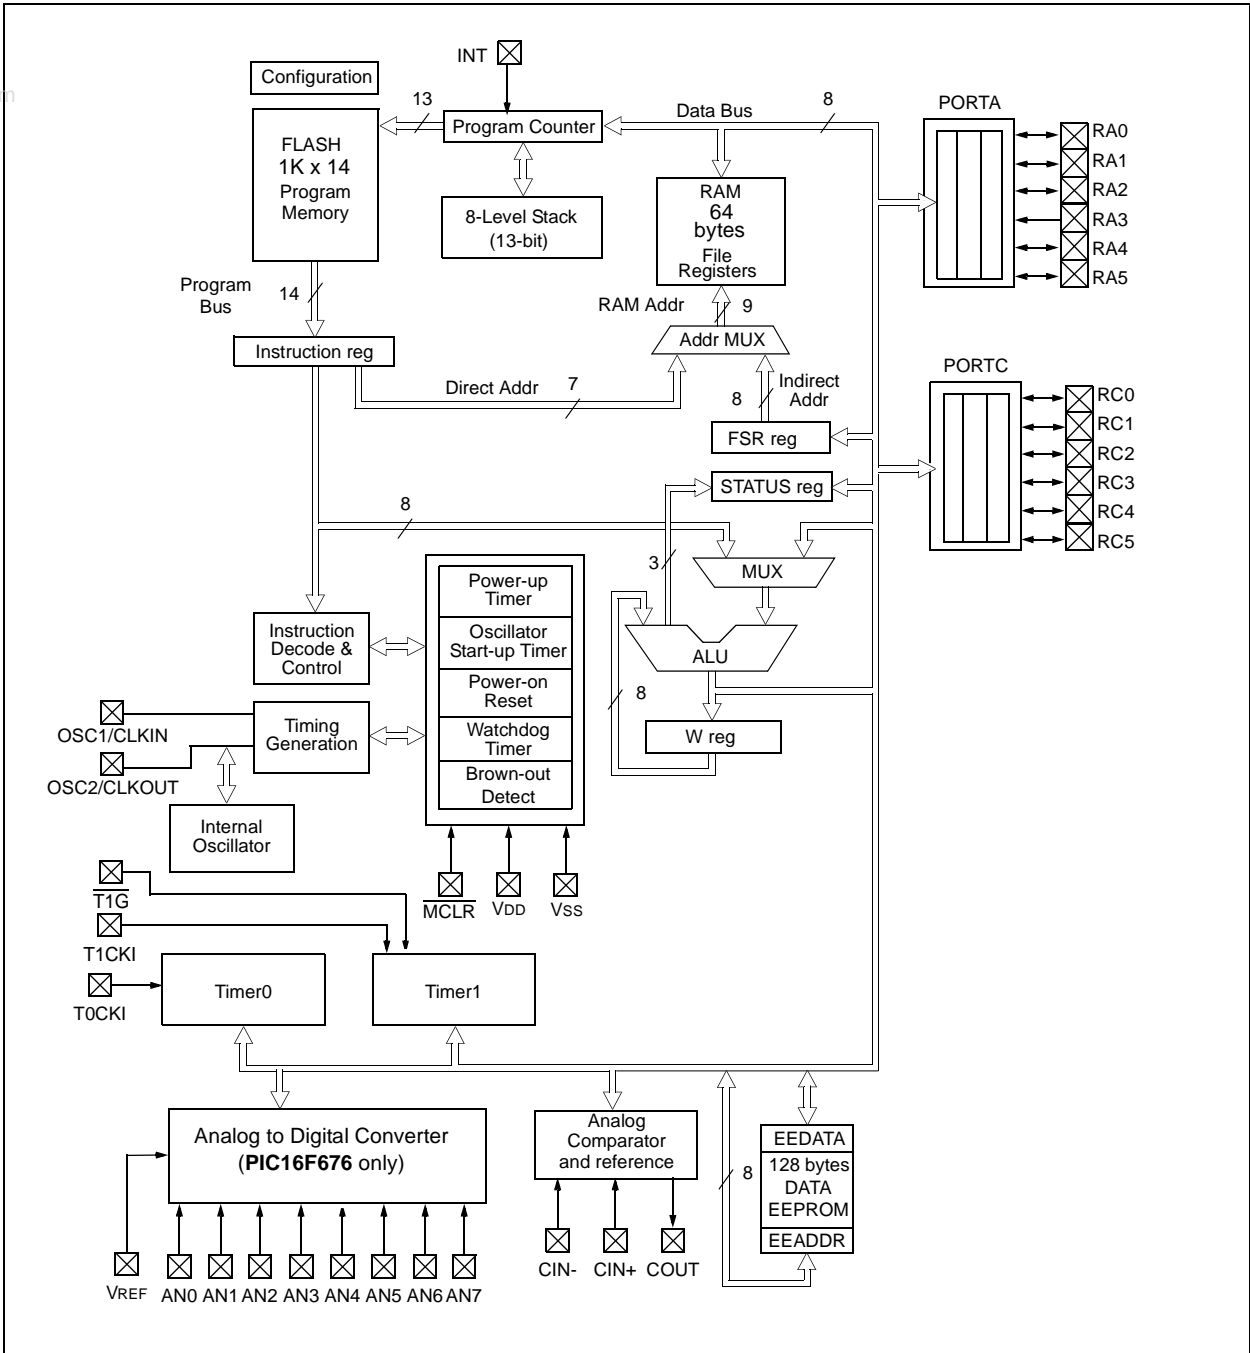 INT
Configuration
m
13
Program Counter
Data Bus
8
PORTA
FLASH
1K x 14
Program
Memory
8-Level Stack
(13-bit)
RAM
64
bytes
File
Registers
RA0
RA1
RA2
RA3
RA4
RA5
Program
Bus
14
RAM Addr
9
Instruction reg
Addr MUX
Direct Addr
7
8
Indirect
Addr
FSR reg
PORTC
RC0
RC1
RC2
RC3
RC4
RC5
STATUS reg
8
3
MUX
Power-up
Timer
Oscillator
Start-up Timer
Power-on
Reset
Watchdog
Timer
Brown-out
Detect
Instruction
Decode &
Control
ALU
8
W reg
OSC1/CLKIN
OSC2/CLKOUT
Timing
Generation
Internal
Oscillator
T1G
T1CKI
T0CKI
MCLR
VDD
VSS
Timer0
Timer1
Analog to Digital Converter
(PIC16F676 only)
Analog
Comparator
and reference
EEDATA
128 bytes
DATA
EEPROM
EEADDR
8
VREF
AN0 AN1 AN2 AN3 AN4 AN5 AN6 AN7
CIN- CIN+ COUT